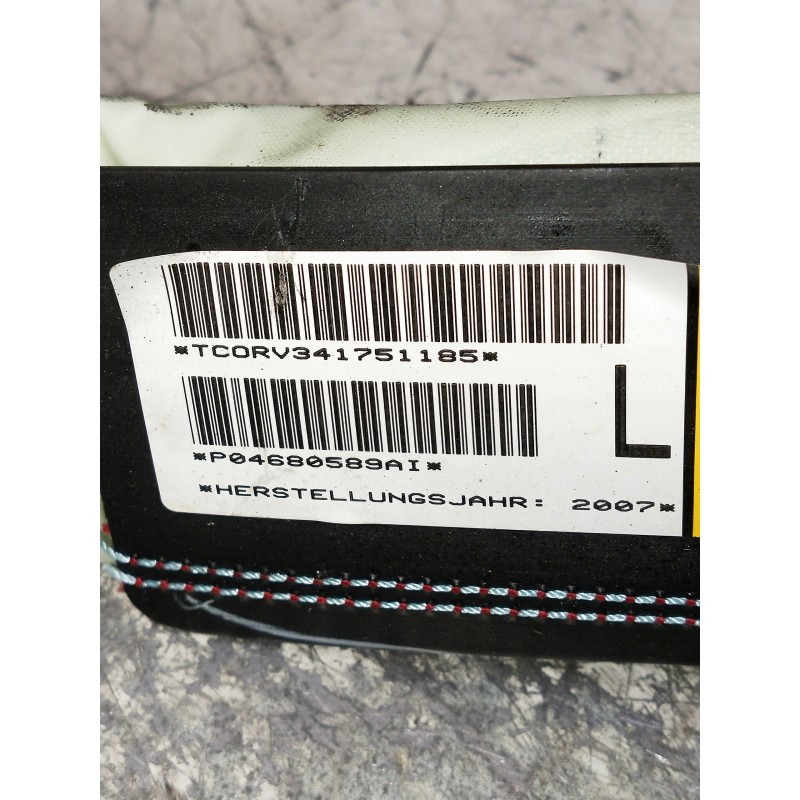 *TCORV341751185*
L
*P04680589AI*
*HERSTELLUNGSJAHR: 2007*